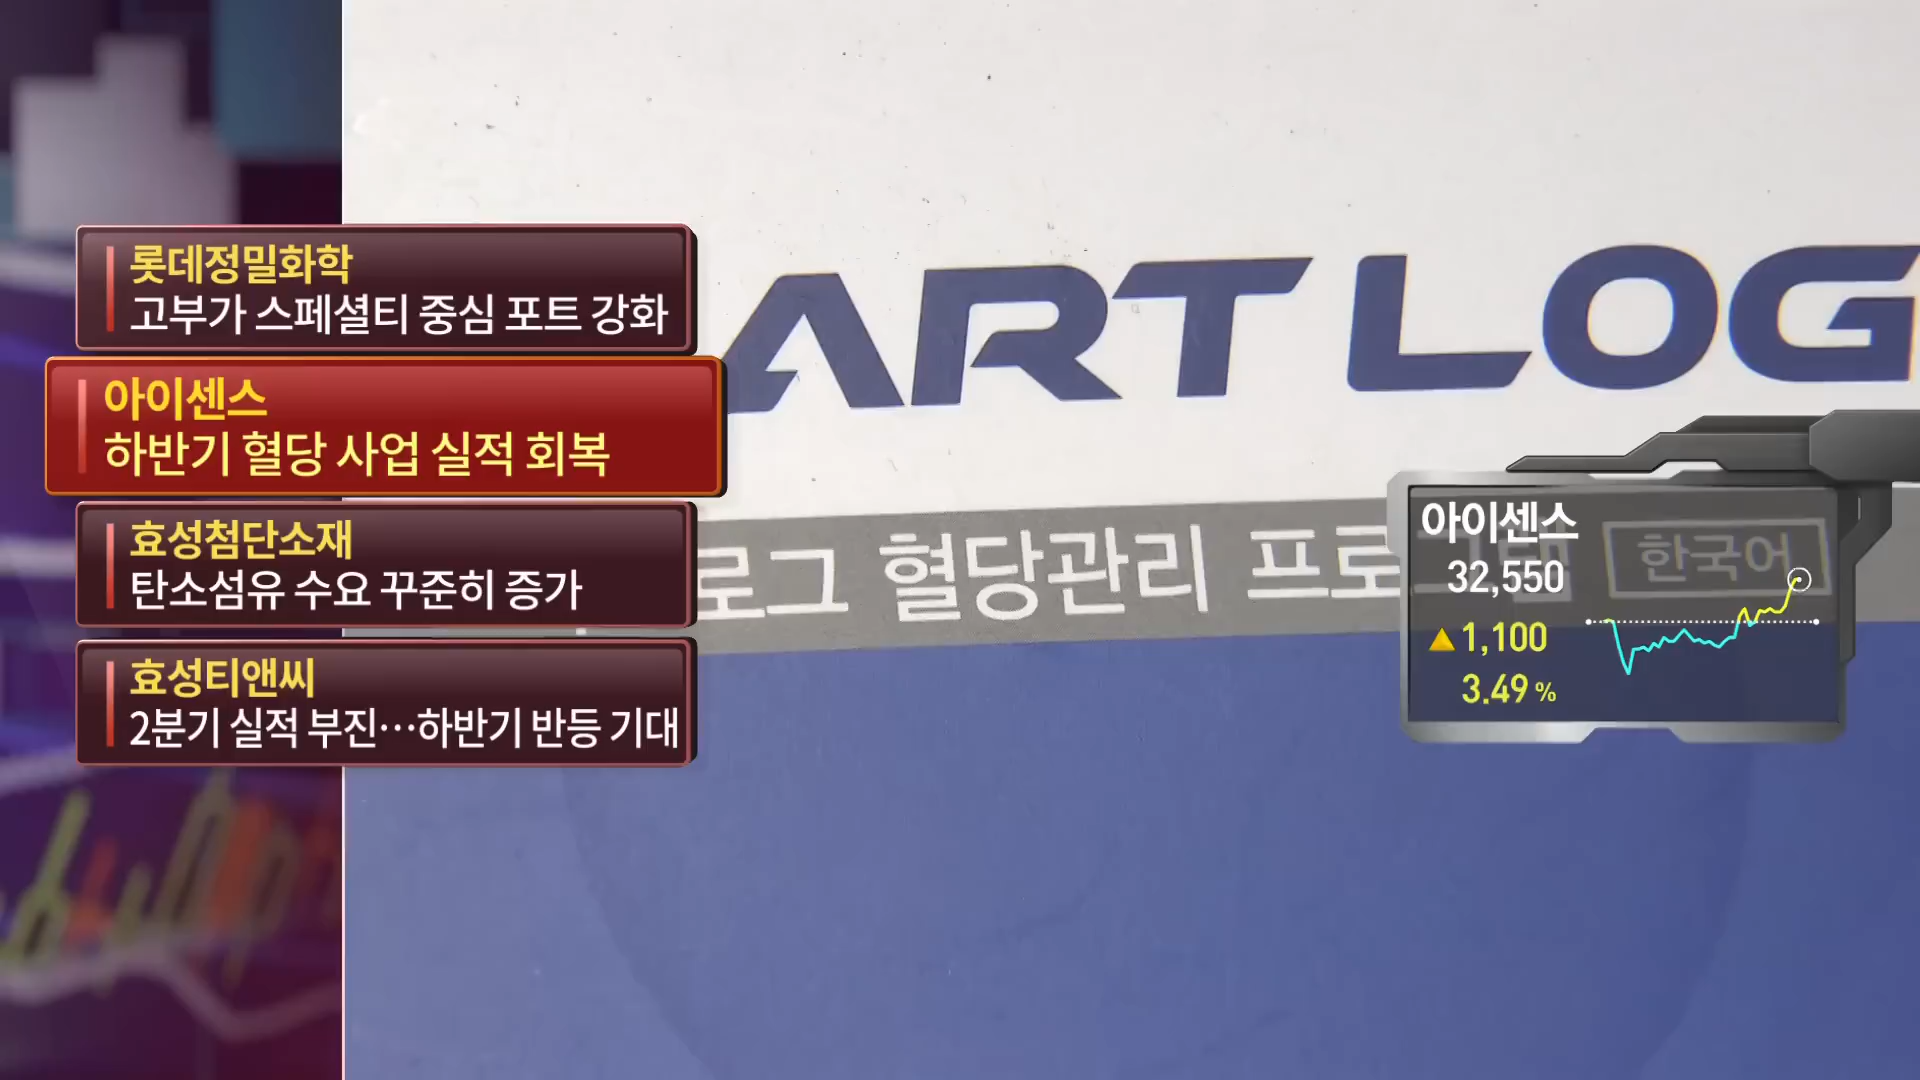 롯데정밀화학
고부가 스페셜티 중심 포트 강화
아이센스
하반기 혈당 사업 실적 회복
효성첨단소재
탄소섬유 수요 꾸준히 증가
효성티앤씨
2분기 실적 부진…하반기 반등 기대
ART LOG
로그 혈당관리 프로그램
한국어
아이센스
32,550
▲ 1,100
3.49 %